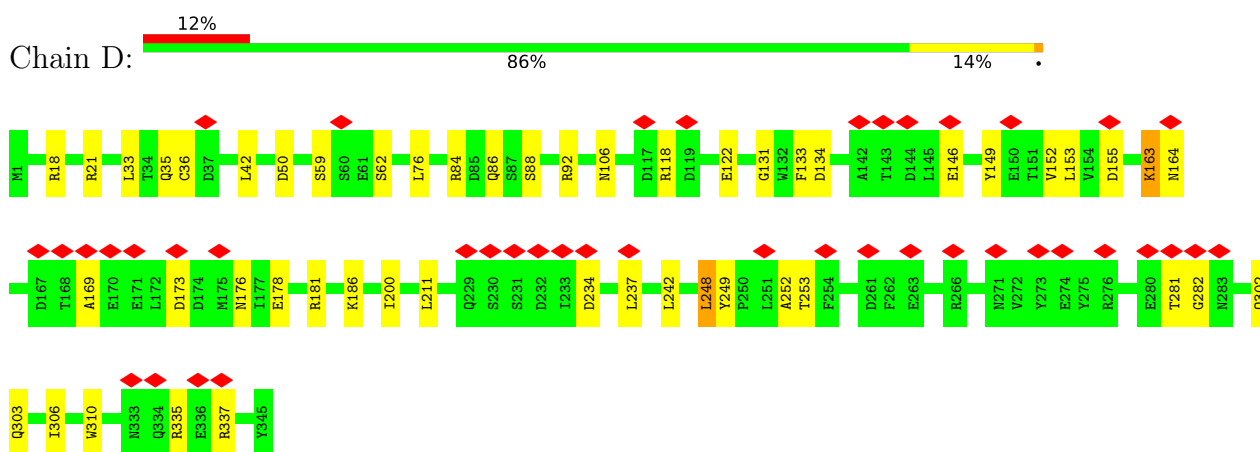 12%
Chain D:
86% 14% •
M1 R18 R21 L33 T34 Q35 C36 D37 L42 D50 S59 S60 E61 S62 L76 R84 D85 Q86 S87 S88 R92 N106 D117 R118 D119 E122 G131 W132 F133 D134 A142 T143 D144 L145 E146 Y149 E150 T151 V152 L153 V154 D155 K163 N164
D167 T168 A169 E170 E171 L172 D173 D174 M175 N176 I177 E178 R181 K186 I200 L211 Q229 S230 S231 D232 I233 D234 L237 L242 L248 Y249 P250 L251 A252 T253 F254 D261 F262 E263 R266 N271 V272 Y273 E274 Y275 R276 E280 T281 G282 N283
Q303 I306 W310 N333 Q334 R335 E336 R337 Y345